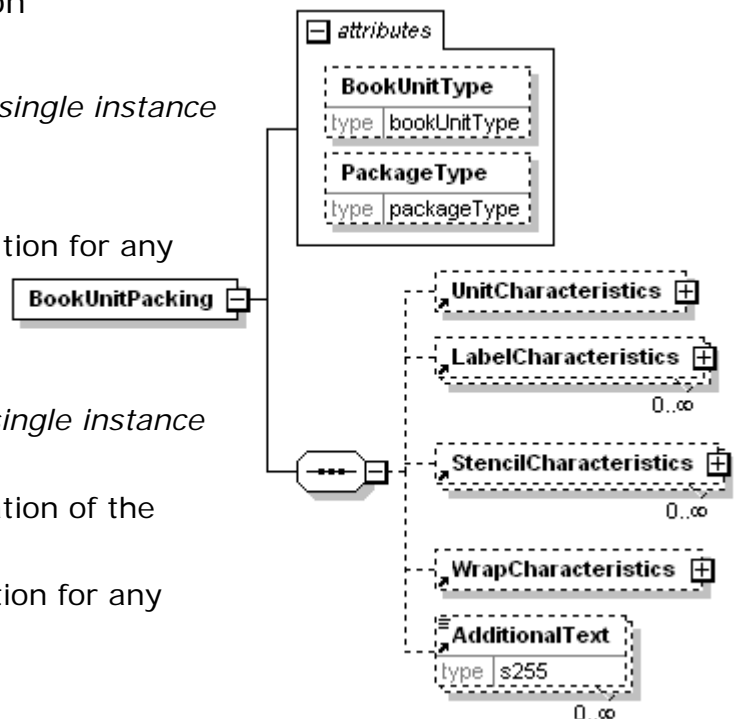 on
single instance
tion for any
single instance
tion of the
tion for any
attributes
BookUnitType
type bookUnitType
PackageType
type packageType
BookUnitPacking
UnitCharacteristics
LabelCharacteristics
0..∞
StencilCharacteristics
0..∞
WrapCharacteristics
AdditionalText
type s255
0..∞